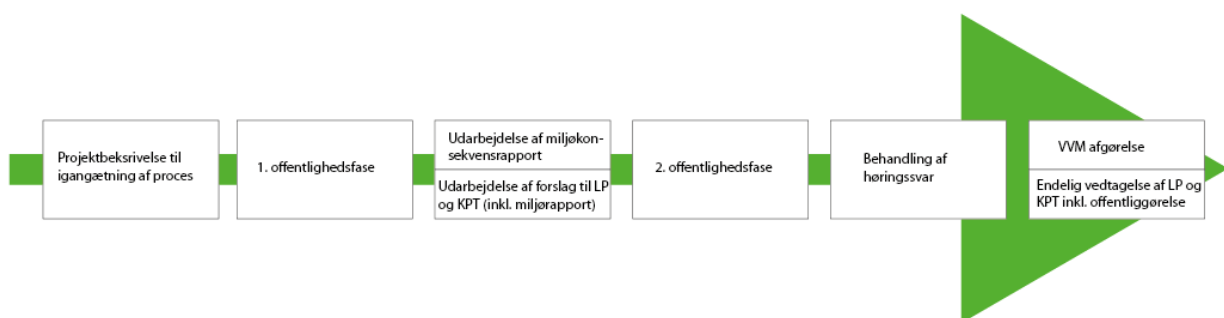 Projektbeksrivelse til
igangætning af proces
1. offentlighedsfase
Udarbejdelse af miljøkon-
sekvensrapport
Udarbejdelse af forslag til LP
og KPT (inkl. miljørapport)
2. offentlighedsfase
Behandling af
høringssvar
VVM afgørelse
Endelig vedtagelse af LP og
KPT inkl. offentliggørelse